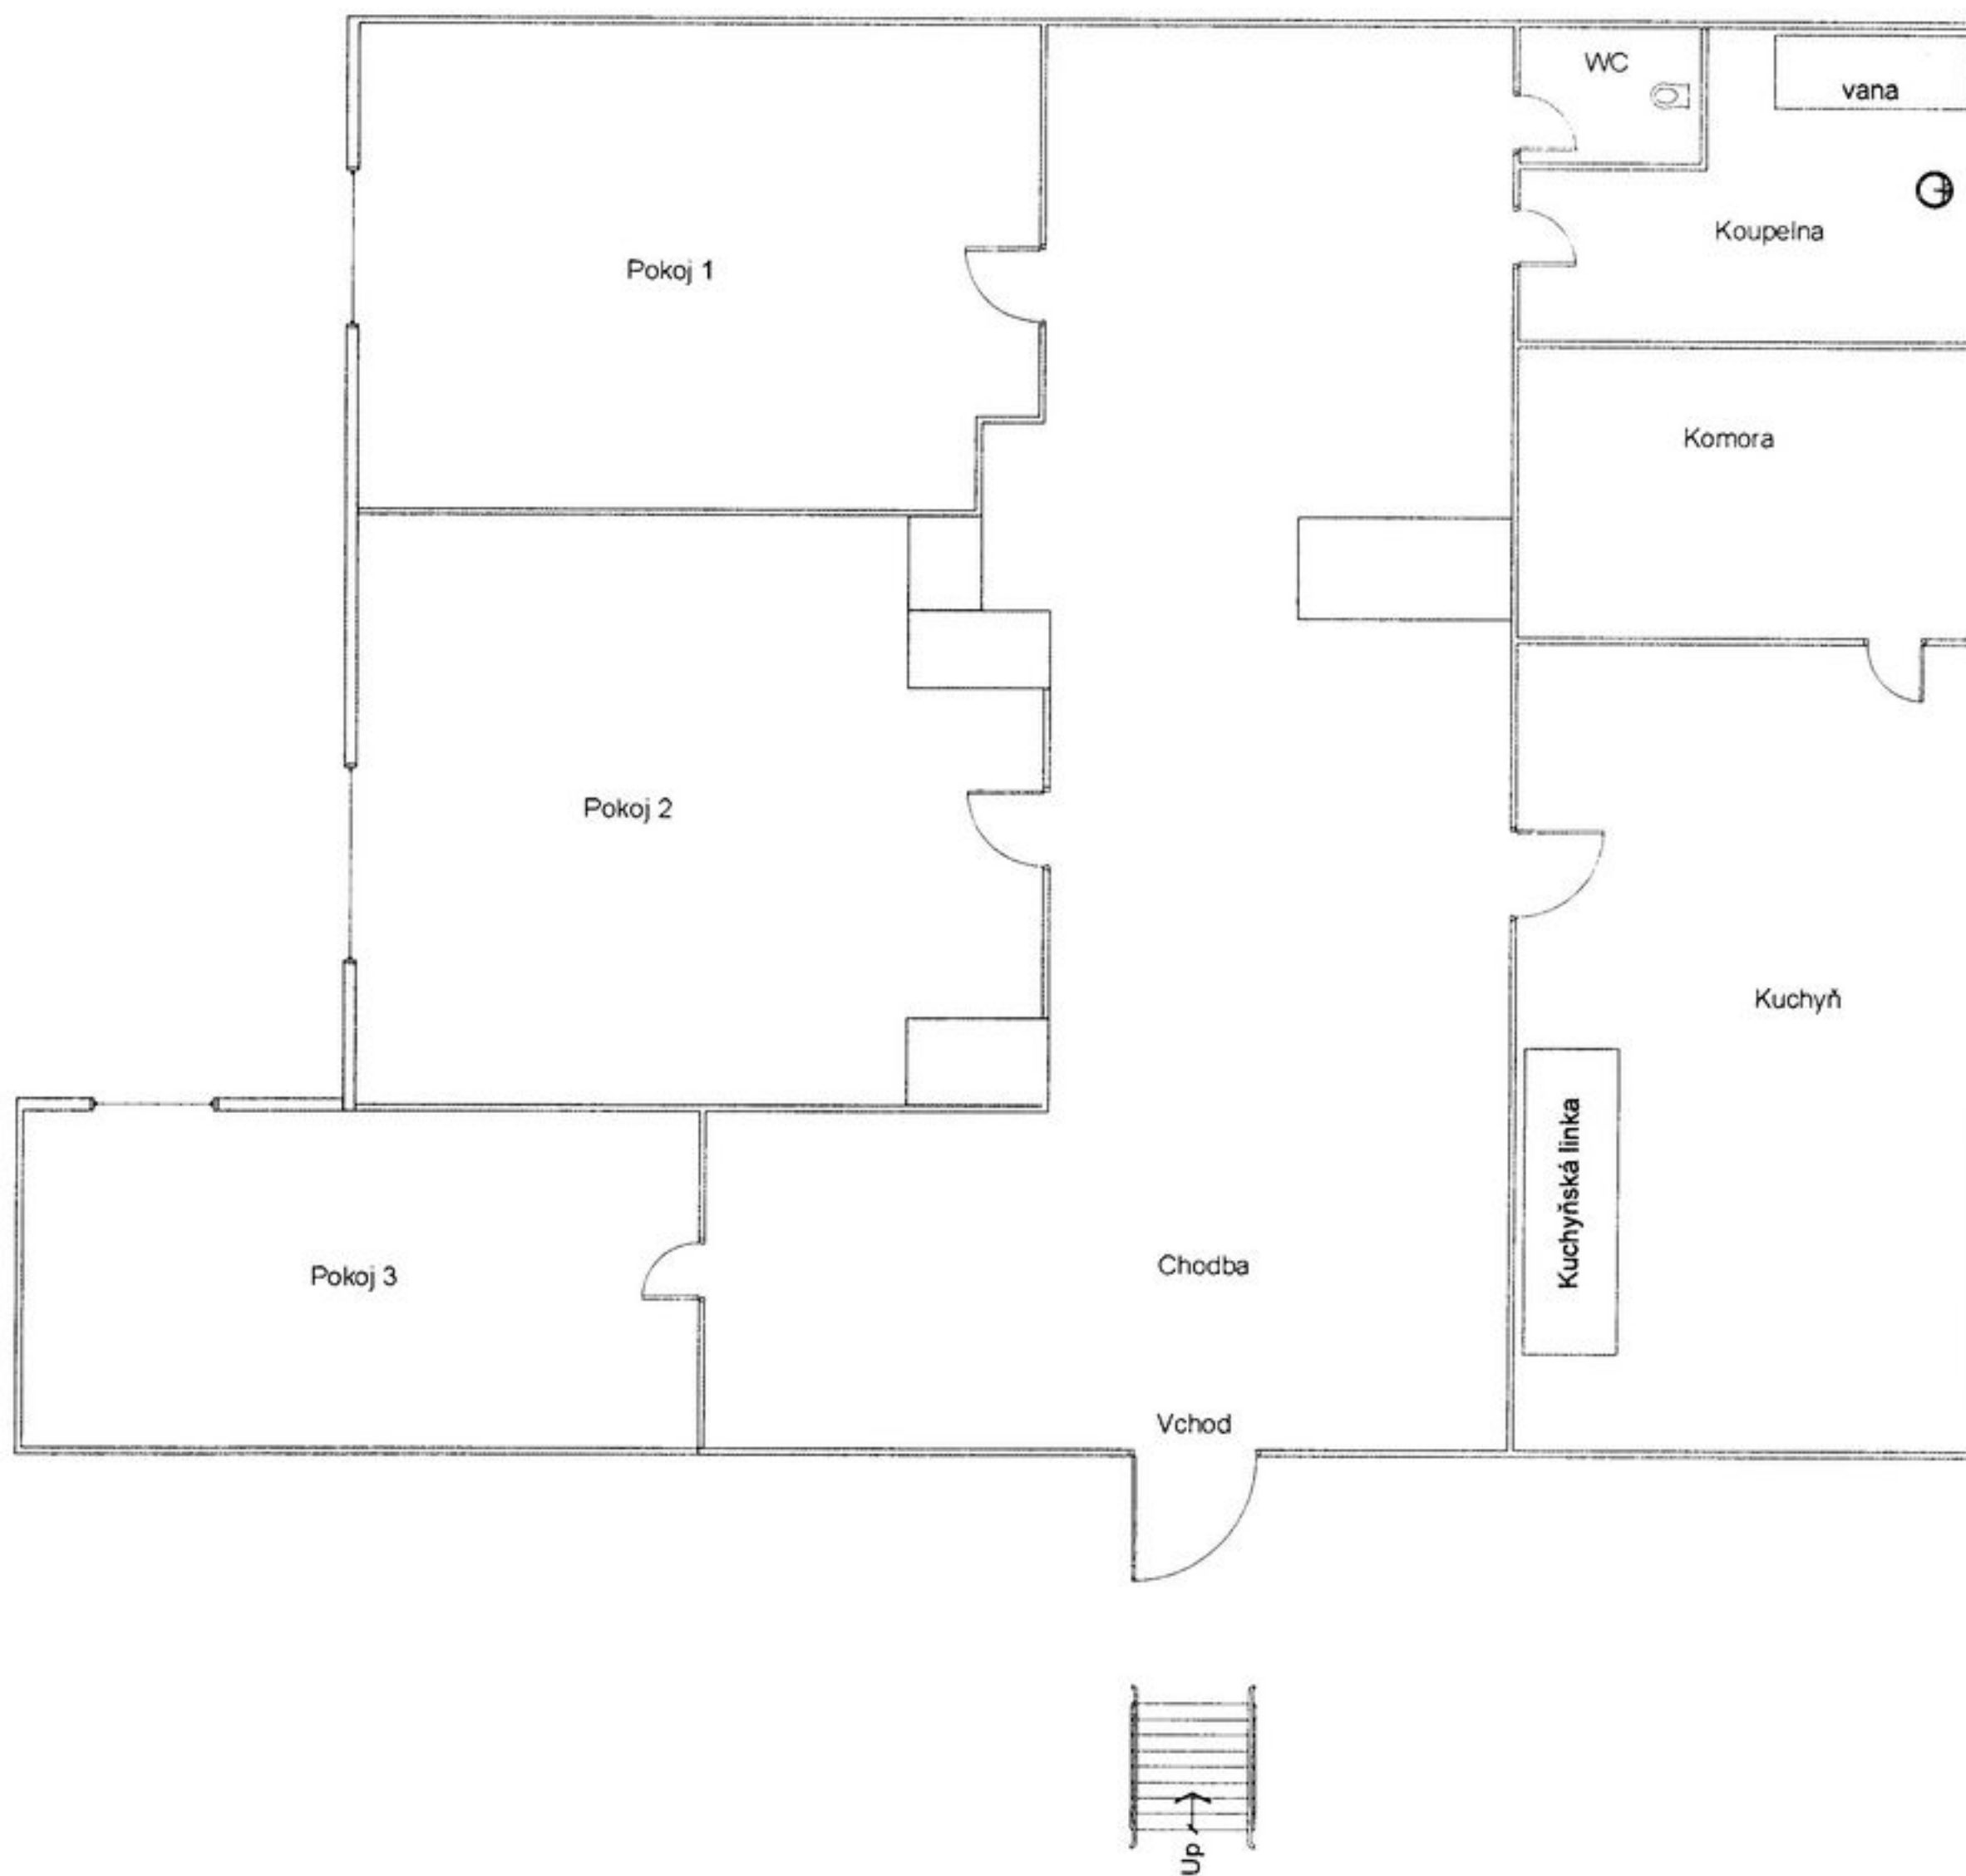 WC
vana
Koupelna
Pokoj 1
Komora
Pokoj 2
Kuchyň
Kuchyňská linka
Chodba
Pokoj 3
Vchod
Up